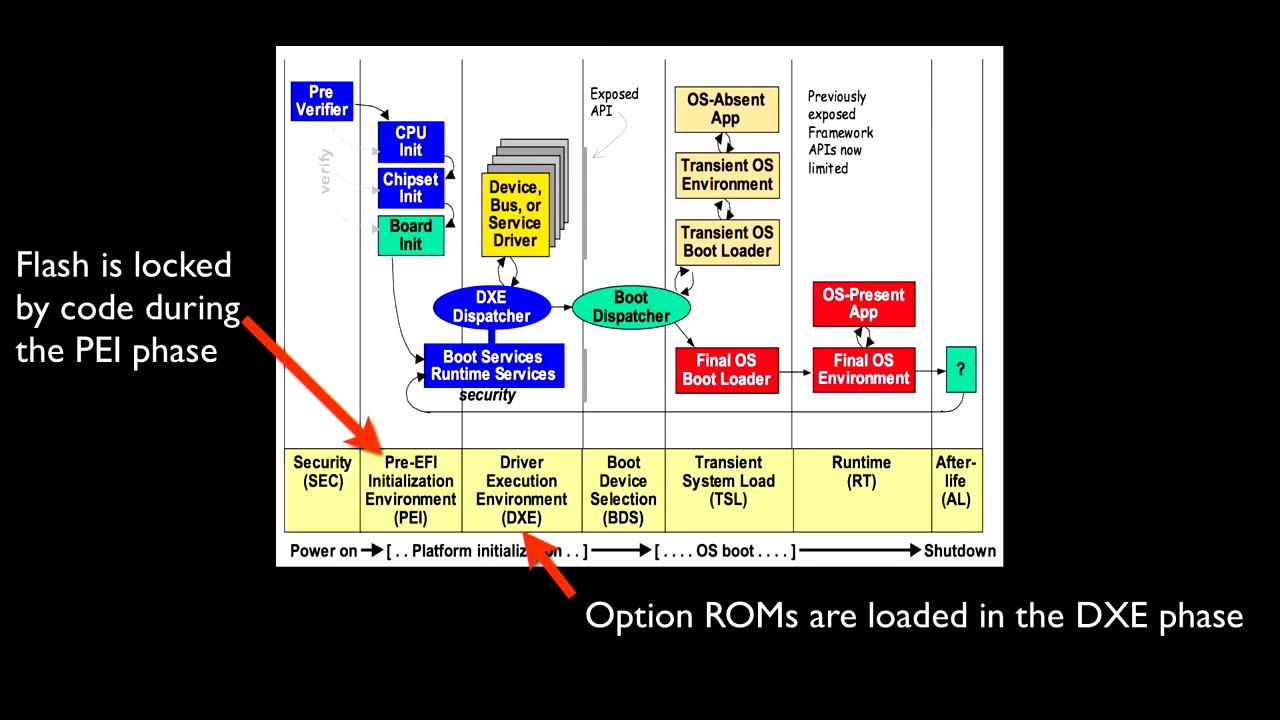 Pre
Verifier
verify
CPU
Init
Chipset
Init
Board
Init
Device,
Bus, or
Service
Driver
DXE
Dispatcher
Boot Services
Runtime Services
security
Exposed
API
Boot
Dispatcher
OS-Absent
App
Transient OS
Environment
Transient OS
Boot Loader
Final OS
Boot Loader
Previously
exposed
Framework
APIs now
limited
OS-Present
App
Final OS
Environment
?
Flash is locked
by code during
the PEI phase
Security
(SEC)
Pre-EFI
Initialization
Environment
(PEI)
Driver
Execution
Environment
(DXE)
Boot
Device
Selection
(BDS)
Transient
System Load
(TSL)
Runtime
(RT)
After-
life
(AL)
Power on [ . . Platform initialization . . ] [ . . . . OS boot . . . . ] Shutdown
Option ROMs are loaded in the DXE phase